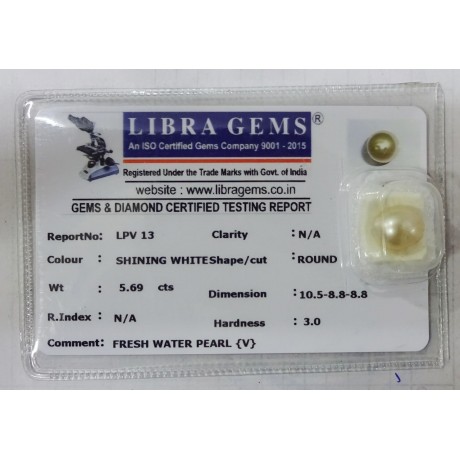 LIBRA GEMS ®
An ISO Certified Gems Company 9001 - 2015
Registered Under the Trade Marks with Govt. of India
website : www.libragems.co.in
GEMS & DIAMOND CERTIFIED TESTING REPORT
ReportNo: LPV 13 Clarity : N/A
Colour : SHINING WHITE Shape/cut : ROUND
Wt : 5.69 cts Dimension : 10.5-8.8-8.8
R.Index : N/A Hardness : 3.0
Comment: FRESH WATER PEARL {V}